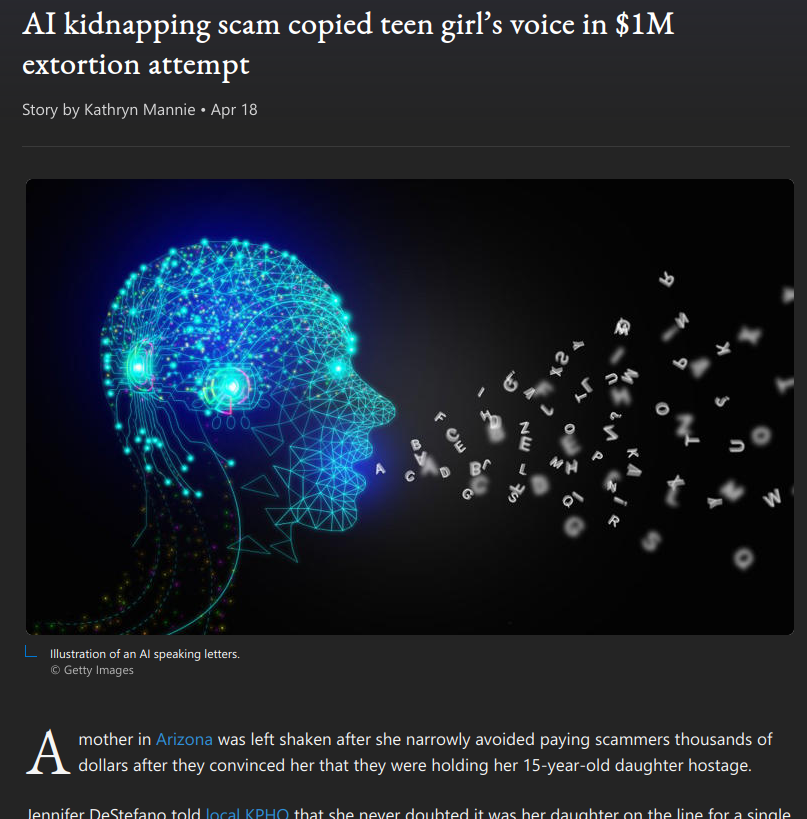 AI kidnapping scam copied teen girl’s voice in $1M
extortion attempt
Story by Kathryn Mannie • Apr 18
Illustration of an AI speaking letters.
© Getty Images
A mother in Arizona was left shaken after she narrowly avoided paying scammers thousands of
dollars after they convinced her that they were holding her 15-year-old daughter hostage.
Jennifer DeStefano told local KPHO that she never doubted it was her daughter on the line for a single